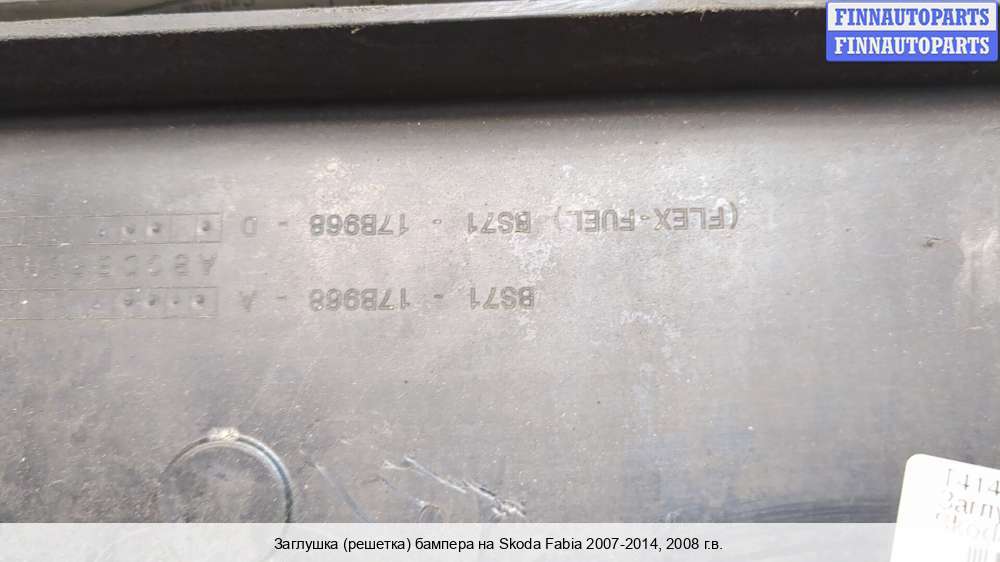 FINNAUTOPARTS
FINNAUTOPARTS
BS71 - 17B968 - A
(FLEX-FUEL) BS71 - 17B968 - D
Заглушка (решетка) бампера на Skoda Fabia 2007-2014, 2008 г.в.